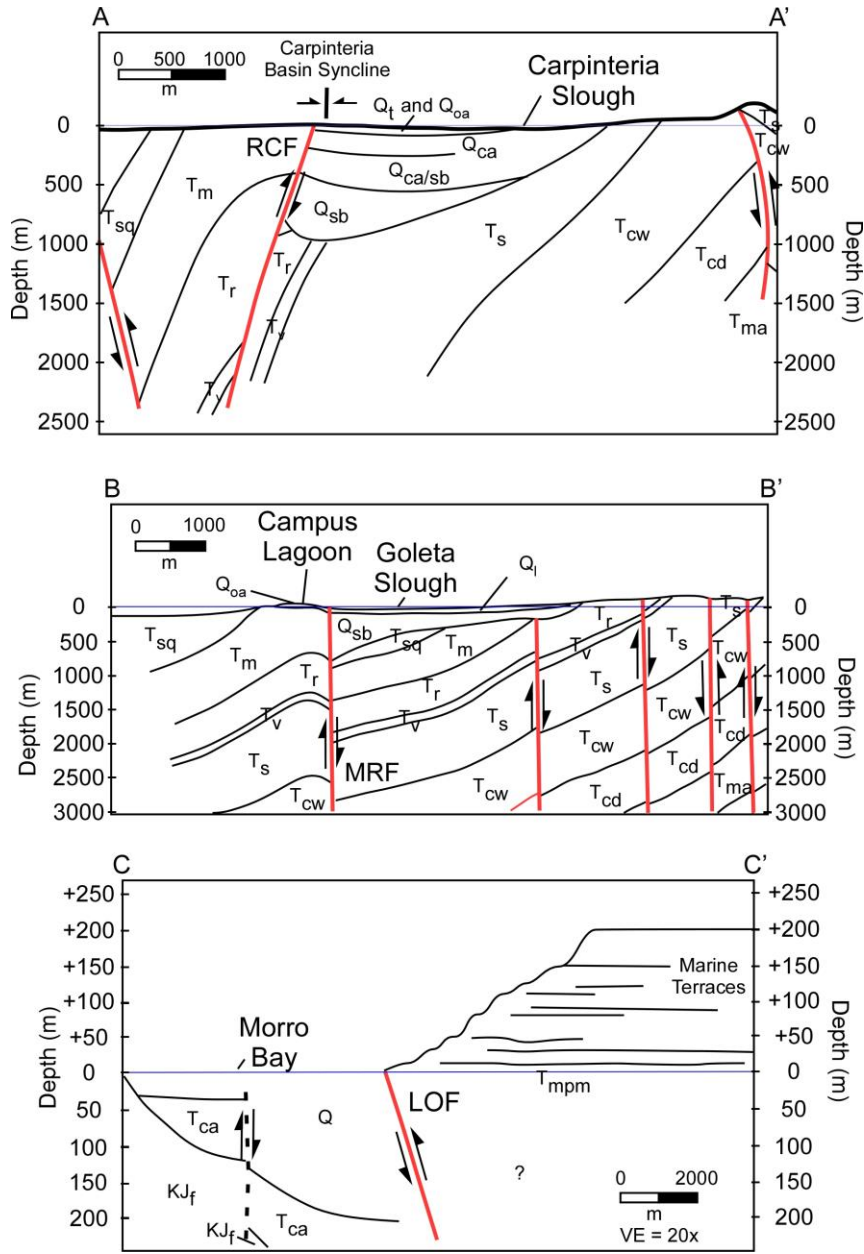 A A’
0 500 1000
m
Carpinteria
Basin Syncline
Carpinteria
Slough
Qt and Qoa
Ts
0 0
RCF
Qca
Tcw
Tm
Qca/sb
500 500
Tsq
Qsb
Ts
Tcw
1000 1000
Tr
Tr
Tcd
1500 1500
Tv
Tma
2000 2000
Tv
2500 2500
Depth (m)
Depth (m)
B B’
0 1000
m
Campus
Lagoon
Goleta
Slough
Qoa
Ql
0 0
Qsb
Tr
Ts
Tsq
Tsq
500 500
Tm
Tm
Tv
Ts
Tcw
1000 1000
Tr
Tr
Ts
1500 1500
Tv
Tv
Ts
Tcw
Tcd
2000 2000
Ts
Tcw
Tcd
2500 2500
MRF
Tcw
Tcw
Tcd
Tma
3000 3000
Depth (m)
Depth (m)
C C’
+250 +250
+200 +200
+150 +150
Marine
Terraces
+100 +100
+50 +50
Morro
Bay
0 0
Tmpm
LOF
50 50
Tca
Q
100 100
150 150
KJf
?
0 2000
m
200 200
KJf
Tca
VE = 20x
Depth (m)
Depth (m)